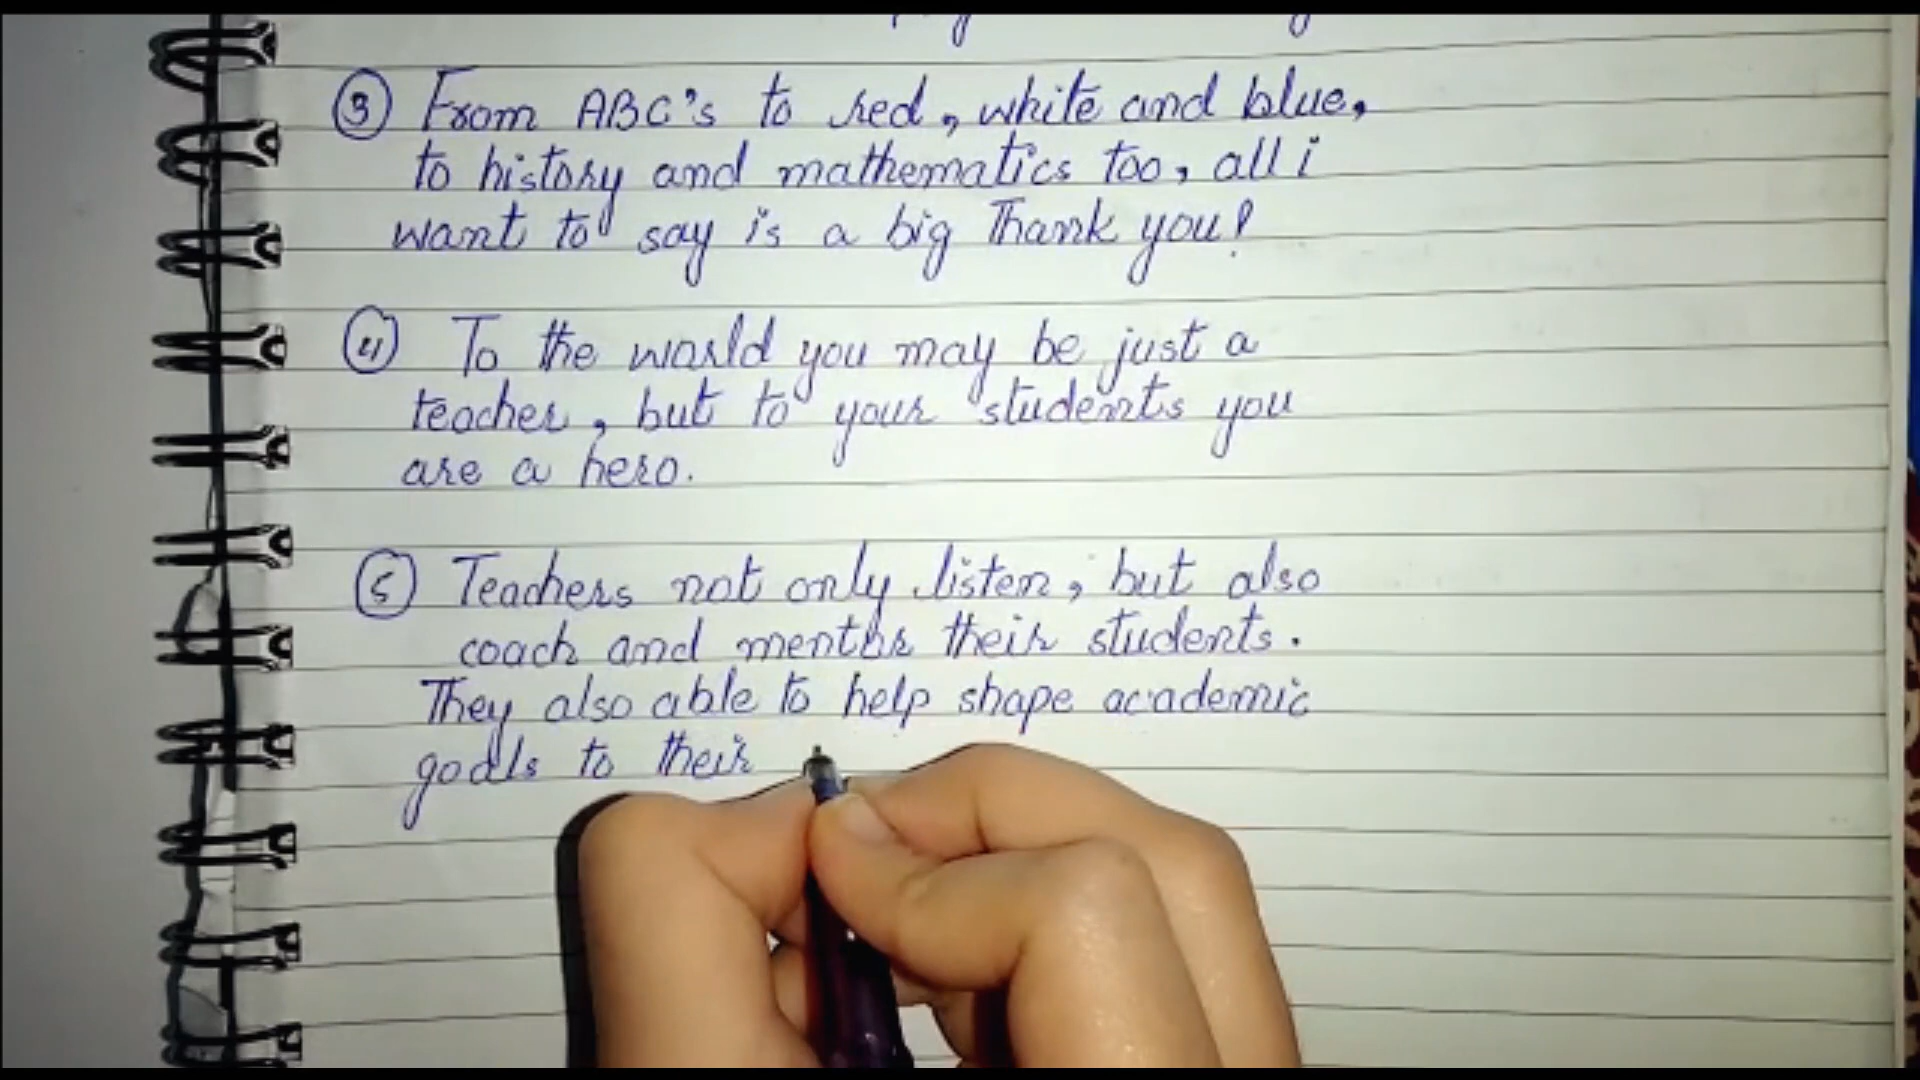 ③ From ABC's to red, white and blue,
to history and mathematics too, all i
want to say is a big Thank you!
④ To the world you may be just a
teacher, but to your students you
are a hero.
⑤ Teachers not only listen, but also
coach and mentor their students.
They also able to help shape academic
goals to their